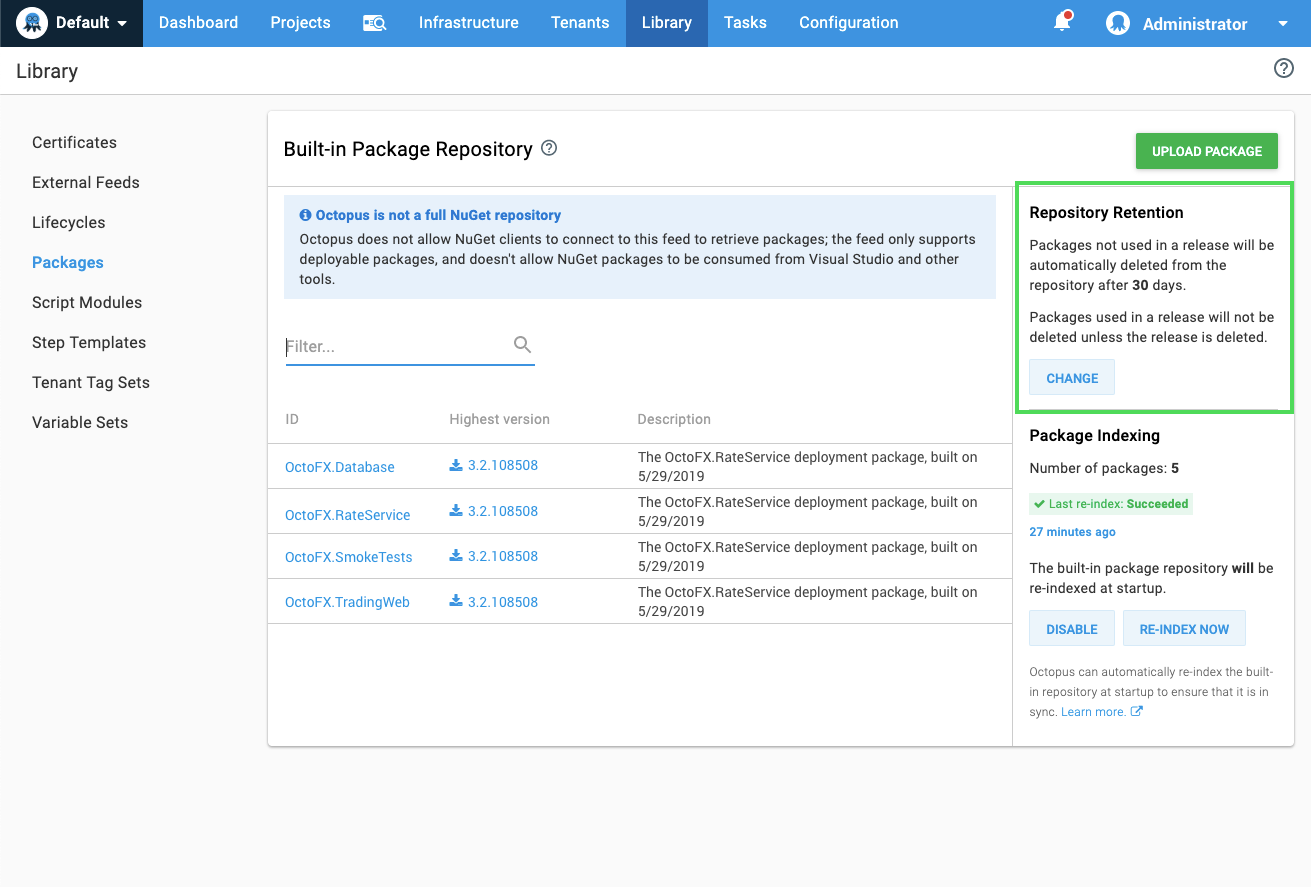 Default
Dashboard
Projects
Infrastructure
Tenants
Library
Tasks
Configuration
Administrator
Library
Certificates
External Feeds
Lifecycles
Packages
Script Modules
Step Templates
Tenant Tag Sets
Variable Sets
Built-in Package Repository
UPLOAD PACKAGE
Octopus is not a full NuGet repository
Octopus does not allow NuGet clients to connect to this feed to retrieve packages; the feed only supports
deployable packages, and doesn't allow NuGet packages to be consumed from Visual Studio and other
tools.
Filter...
ID Highest version Description
OctoFX.Database 3.2.108508 The OctoFX.RateService deployment package, built on
5/29/2019
OctoFX.RateService 3.2.108508 The OctoFX.RateService deployment package, built on
5/29/2019
OctoFX.SmokeTests 3.2.108508 The OctoFX.RateService deployment package, built on
5/29/2019
OctoFX.TradingWeb 3.2.108508 The OctoFX.RateService deployment package, built on
5/29/2019
Repository Retention
Packages not used in a release will be
automatically deleted from the
repository after 30 days.
Packages used in a release will not be
deleted unless the release is deleted.
CHANGE
Package Indexing
Number of packages: 5
Last re-index: Succeeded
27 minutes ago
The built-in package repository will be
re-indexed at startup.
DISABLE
RE-INDEX NOW
Octopus can automatically re-index the built-
in repository at startup to ensure that it is in
sync. Learn more.